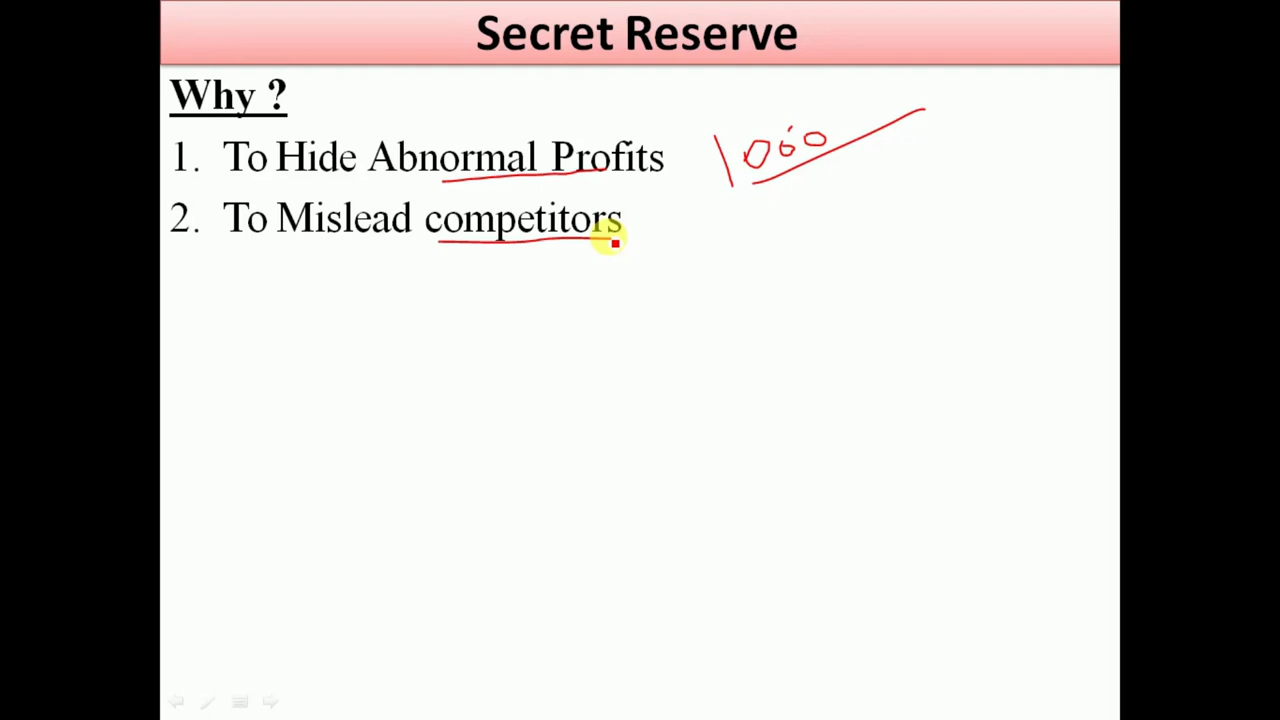 Secret Reserve
Why ?
1. To Hide Abnormal Profits
1000
2. To Mislead competitors